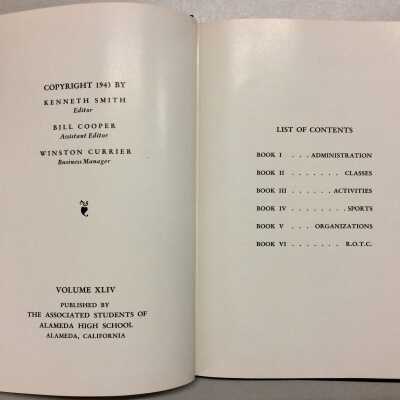 COPYRIGHT 1943 BY
KENNETH SMITH
Editor
BILL COOPER
Assistant Editor
WINSTON CURRIER
Business Manager
VOLUME XLIV
PUBLISHED BY
THE ASSOCIATED STUDENTS OF
ALAMEDA HIGH SCHOOL
ALAMEDA, CALIFORNIA
LIST OF CONTENTS
BOOK I . . . ADMINISTRATION
BOOK II . . . . . . . CLASSES
BOOK III . . . . . ACTIVITIES
BOOK IV . . . . . . . SPORTS
BOOK V . . . ORGANIZATIONS
BOOK VI . . . . . . . R.O.T.C.